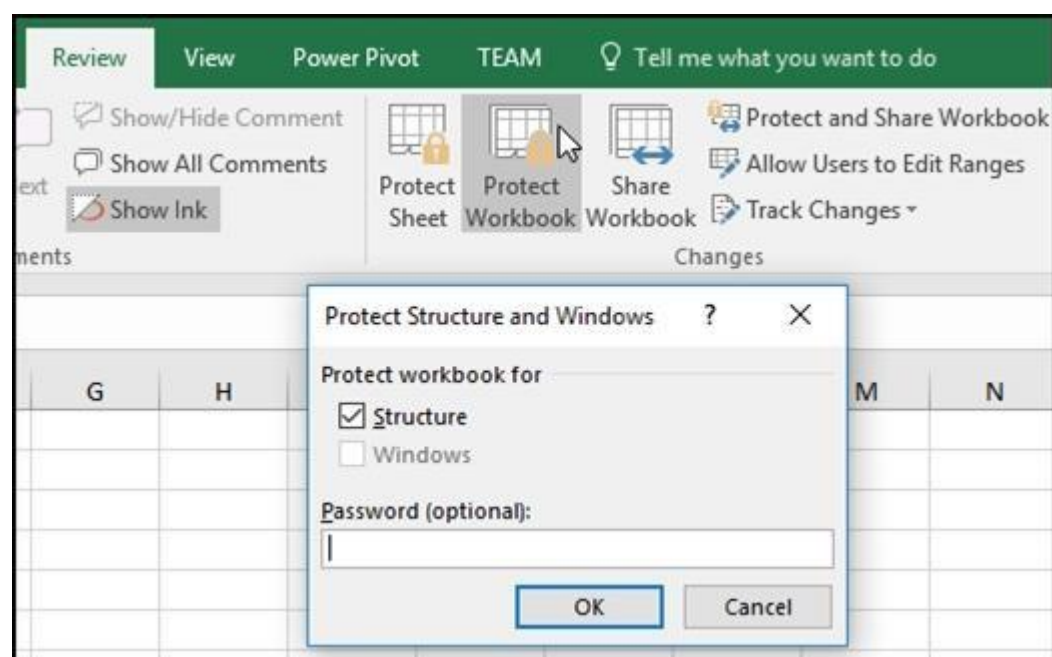 Review View Power Pivot TEAM Tell me what you want to do
Show/Hide Comment
Show All Comments
Show Ink
ext
ments
Protect
Sheet
Protect
Workbook
Share
Workbook
Protect and Share Workbook
Allow Users to Edit Ranges
Track Changes
Changes
Protect Structure and Windows ?
Protect workbook for
Structure
Windows
Password (optional):
OK Cancel
G H M N